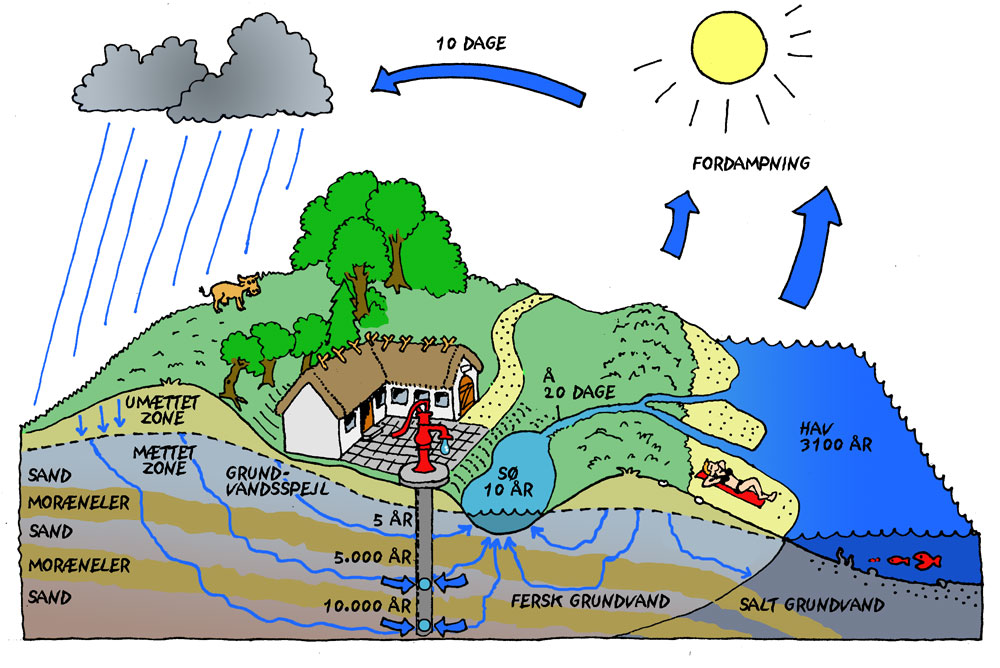 10 DAGE
FORDAMPNING
Å
20 DAGE
HAV
3100 ÅR
SØ
10 ÅR
UMÆTTET
ZONE
MÆTTET
ZONE
GRUND-
VANDSSPEJL
SAND
MORÆNELER
SAND
MORÆNELER
SAND
5 ÅR
5.000 ÅR
10.000 ÅR
FERSK GRUNDVAND
SALT GRUNDVAND